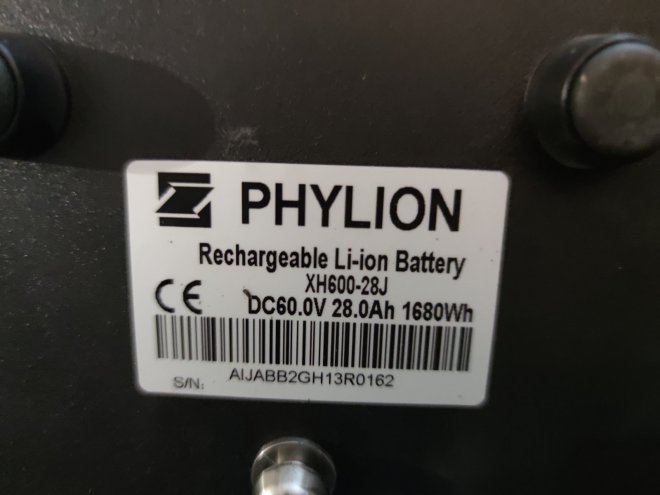 PHYLION
Rechargeable Li-ion Battery
XH600-28J
CE DC60.0V 28.0Ah 1680Wh
S/N: AIJABB2GH13R0162